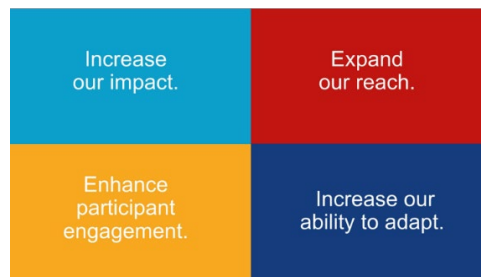 Increase
our impact.
Expand
our reach.
Enhance
participant
engagement.
Increase our
ability to adapt.